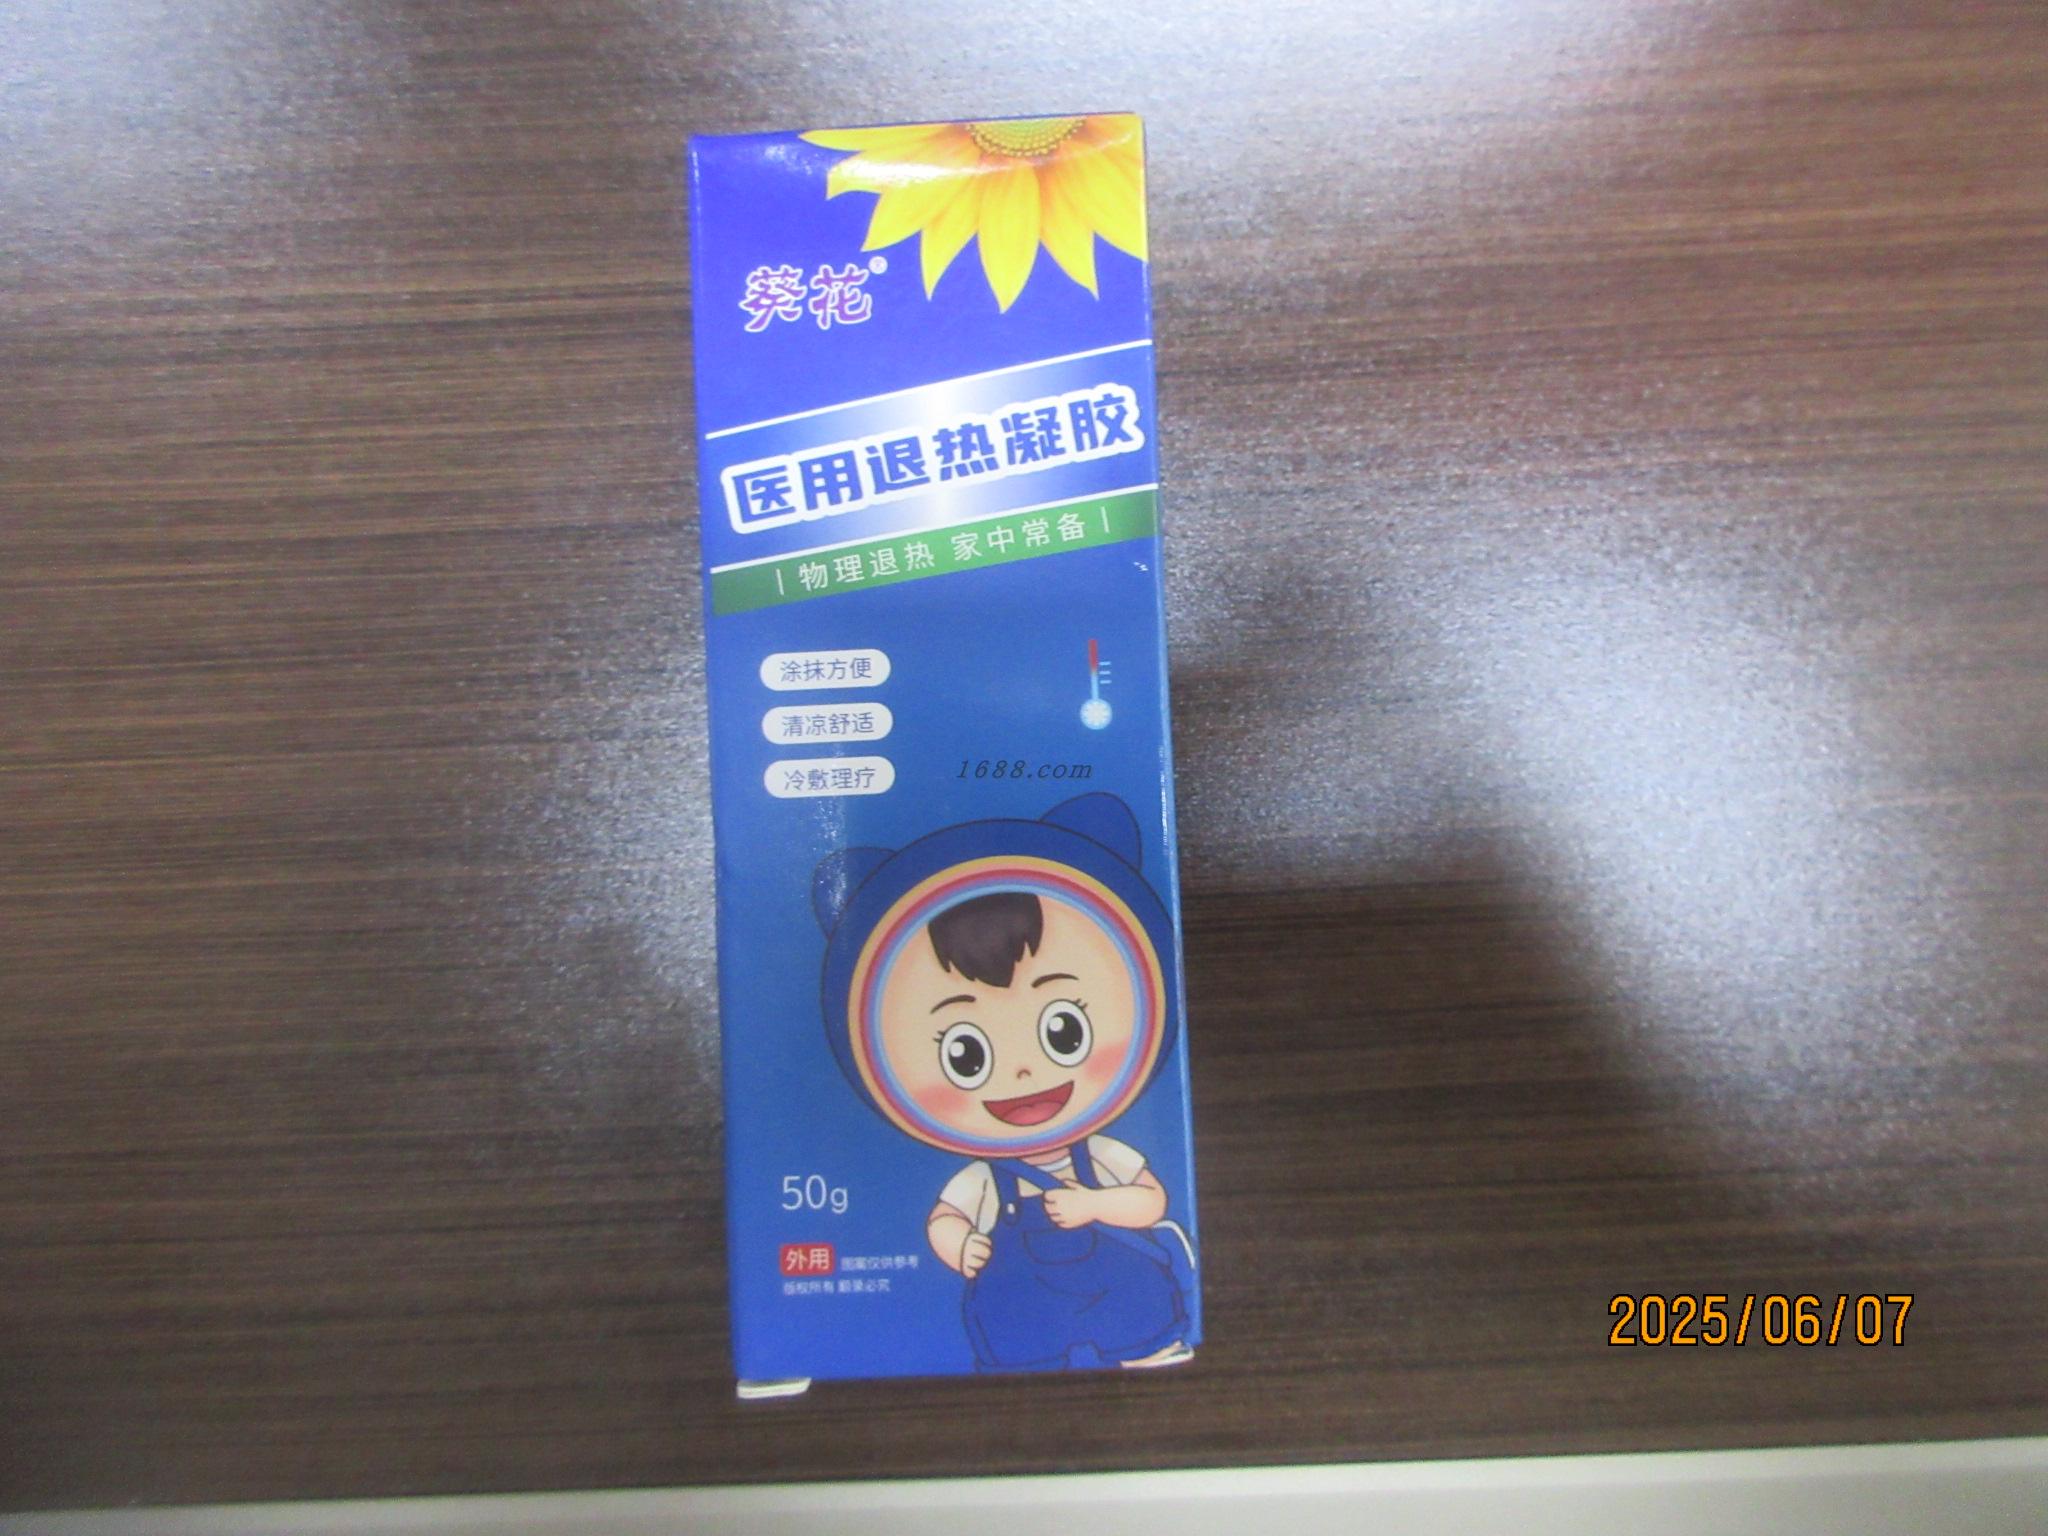 葵花®
医用退热凝胶
物理退热 家中常备
涂抹方便
清凉舒适
冷敷理疗
1688.com
50g
外用 图案仅供参考
版权所有 翻录必究
2025/06/07